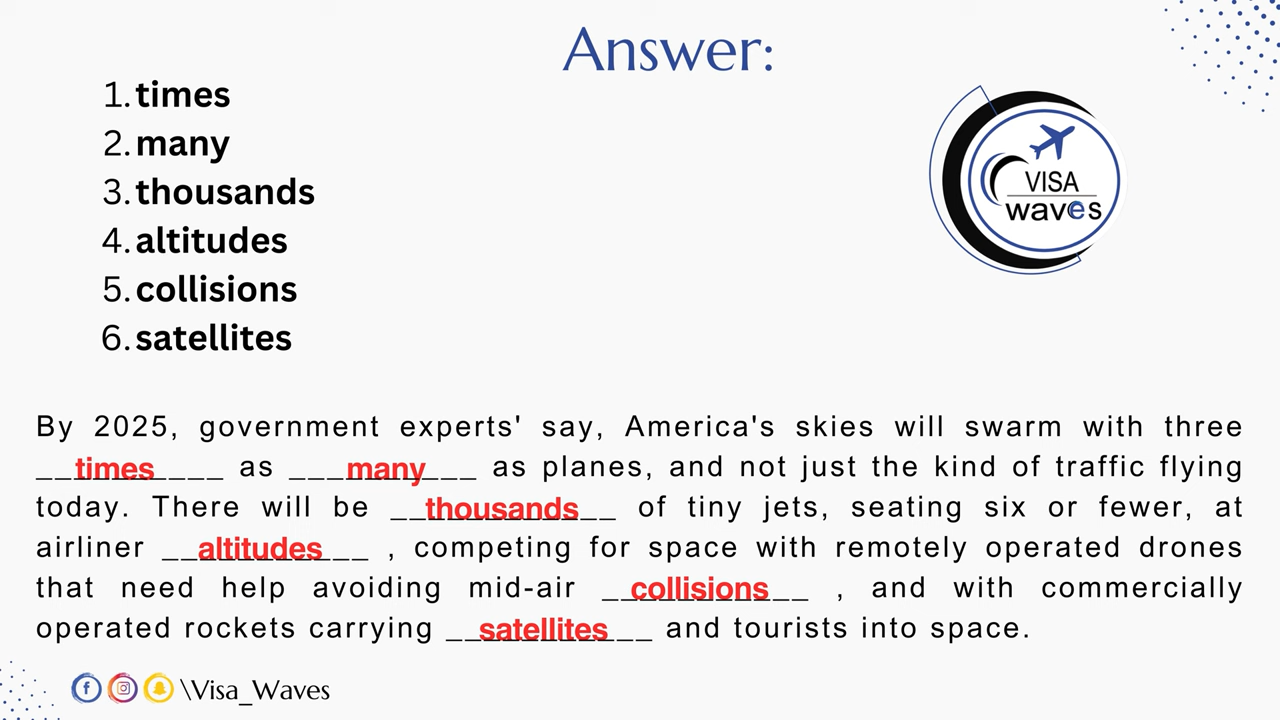 Answer:
1. times
2. many
3. thousands
4. altitudes
5. collisions
6. satellites
VISA
waves
By 2025, government experts' say, America's skies will swarm with three
__times____ as ___many___ as planes, and not just the kind of traffic flying
today. There will be __thousands__ of tiny jets, seating six or fewer, at
airliner __altitudes__ , competing for space with remotely operated drones
that need help avoiding mid-air __collisions__ , and with commercially
operated rockets carrying __satellites__ and tourists into space.
\Visa_Waves